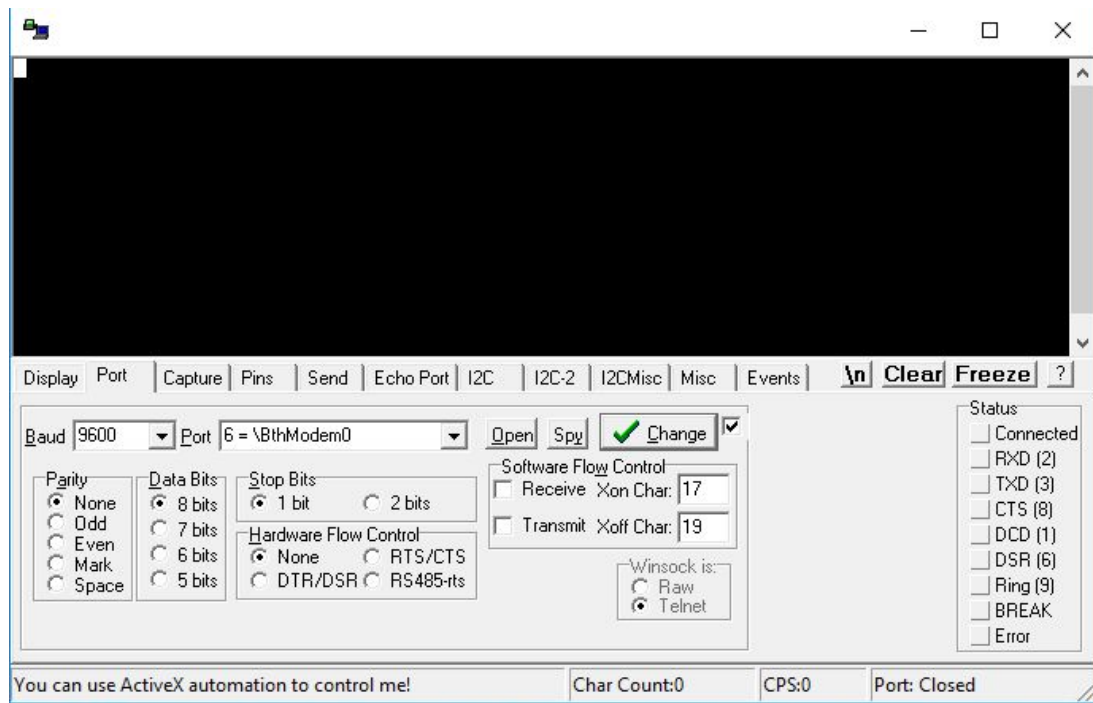 Display Port Capture Pins Send Echo Port I2C I2C-2 I2CMisc Misc Events \n Clear Freeze ?
Baud 9600 Port 6 = \BthModem0 Open Spy Change
Parity
None
Odd
Even
Mark
Space
Data Bits
8 bits
7 bits
6 bits
5 bits
Stop Bits
1 bit 2 bits
Hardware Flow Control
None RTS/CTS
DTR/DSR RS485-rts
Software Flow Control
Receive Xon Char: 17
Transmit Xoff Char: 19
Winsock is:
Raw
Telnet
Status
Connected
RXD (2)
TXD (3)
CTS (8)
DCD (1)
DSR (6)
Ring (9)
BREAK
Error
You can use ActiveX automation to control me! Char Count:0 CPS:0 Port: Closed